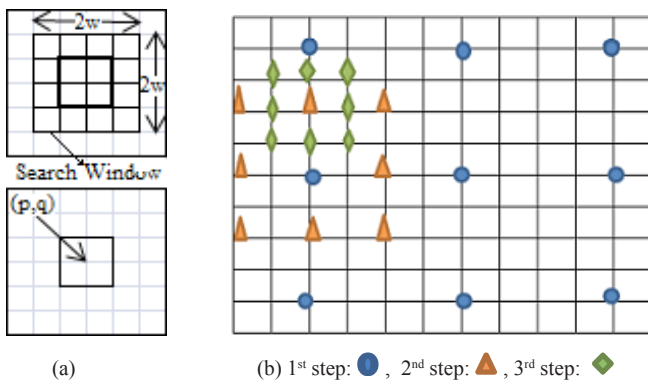 2w
2w
Search Window
(p,q)
(a)
(b) 1st step: , 2nd step: , 3rd step: